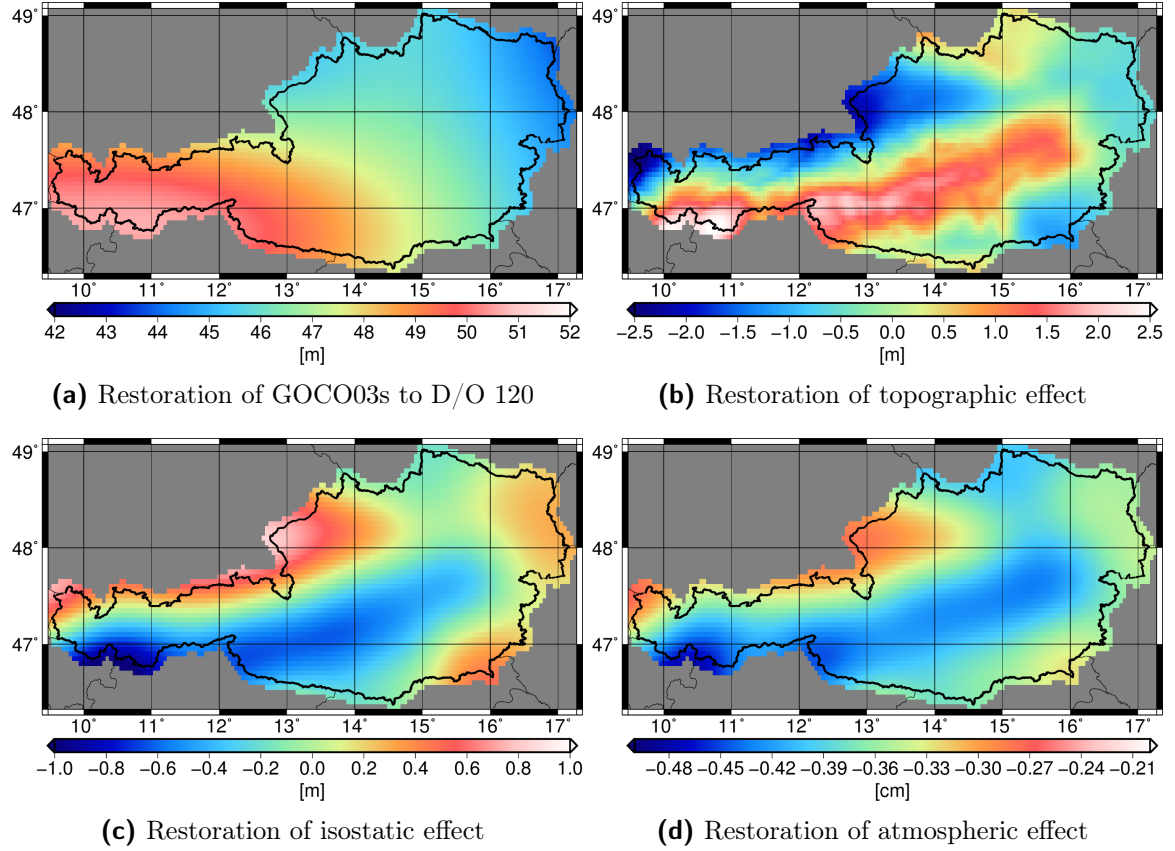 49°
48°
47°
10 11 12 13 14 15 16 17°
42 43 44 45 46 47 48 49 50 51 52
[m]
(a) Restoration of GOCO03s to D/O 120
49°
48°
47°
10 11 12 13 14 15 16 17°
−2.5 −2.0 −1.5 −1.0 −0.5 0.0 0.5 1.0 1.5 2.0 2.5
[m]
(b) Restoration of topographic effect
49°
48°
47°
10 11 12 13 14 15 16 17°
−1.0 −0.8 −0.6 −0.4 −0.2 0.0 0.2 0.4 0.6 0.8 1.0
[m]
(c) Restoration of isostatic effect
49°
48°
47°
10 11 12 13 14 15 16 17°
−0.48 −0.45 −0.42 −0.39 −0.36 −0.33 −0.30 −0.27 −0.24 −0.21
[cm]
(d) Restoration of atmospheric effect